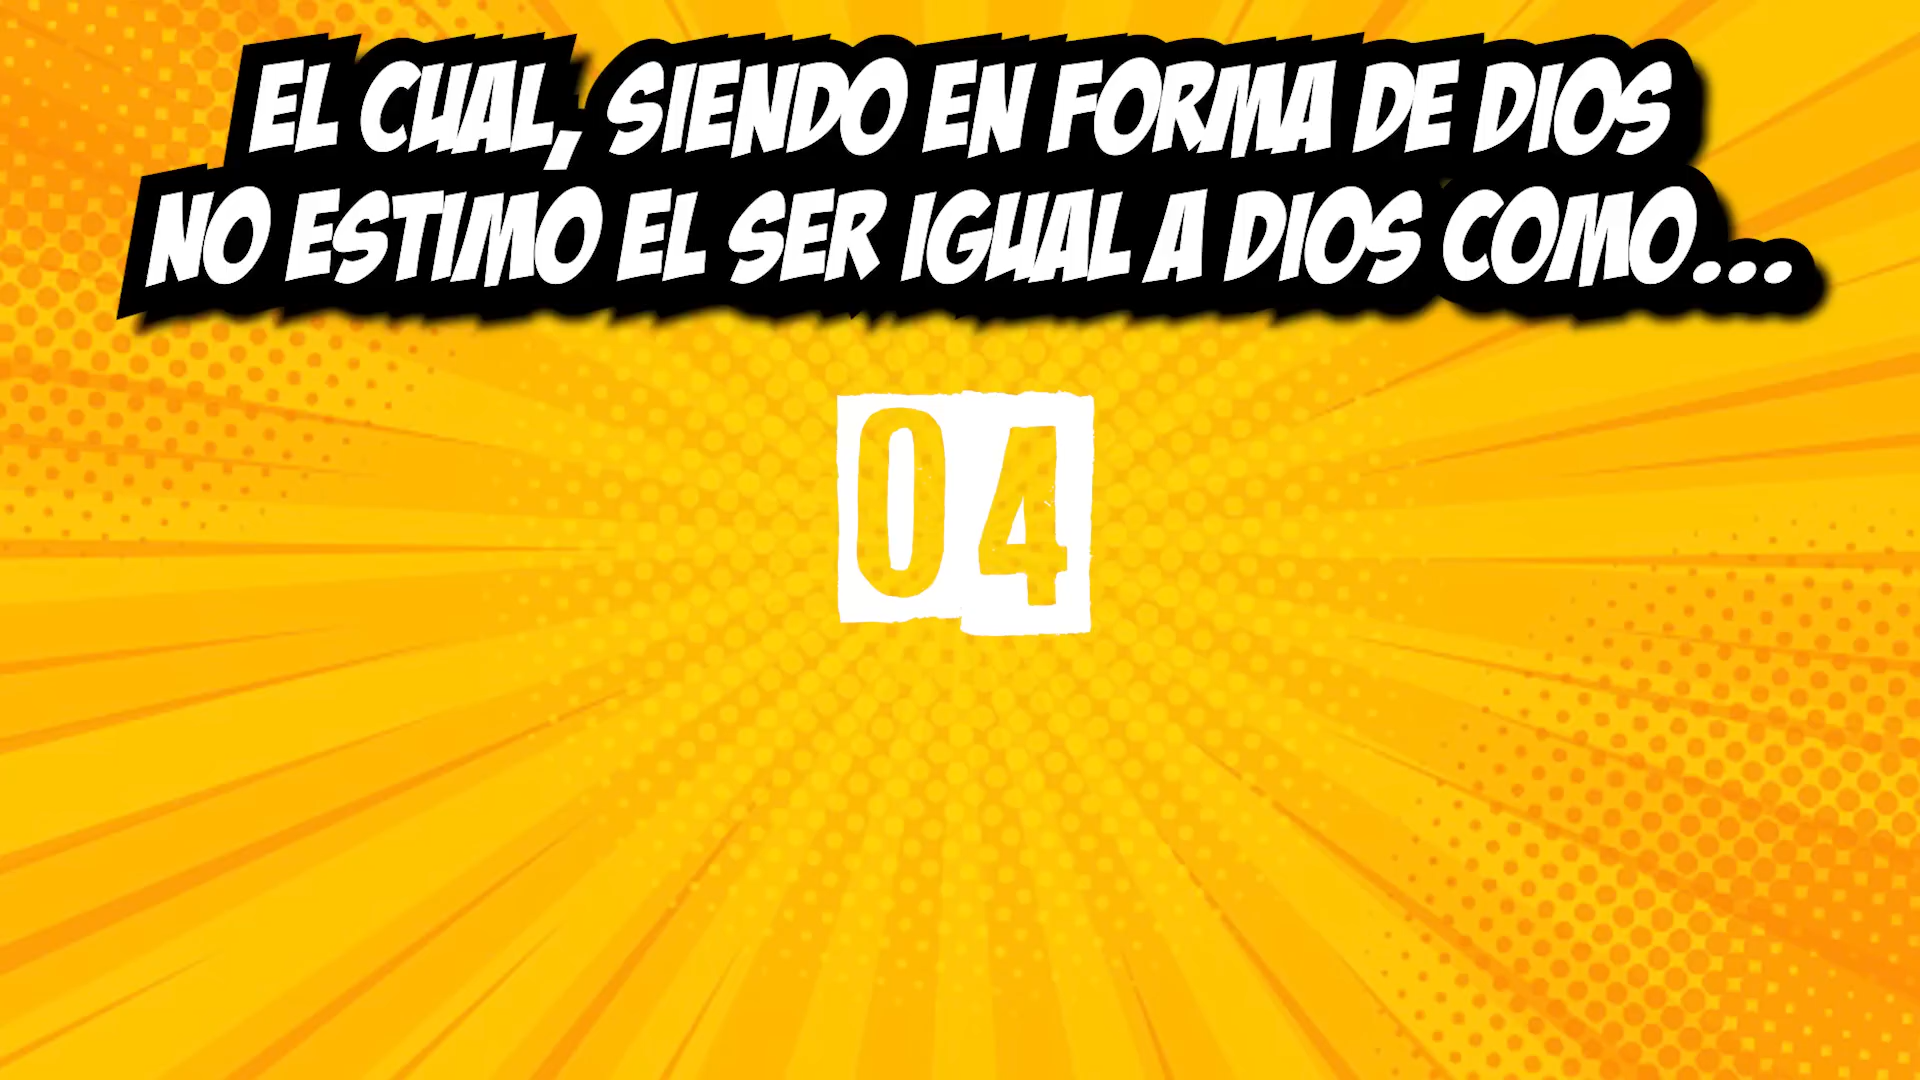 EL CUAL, SIENDO EN FORMA DE DIOS
NO ESTIMO EL SER IGUAL A DIOS COMO...
04